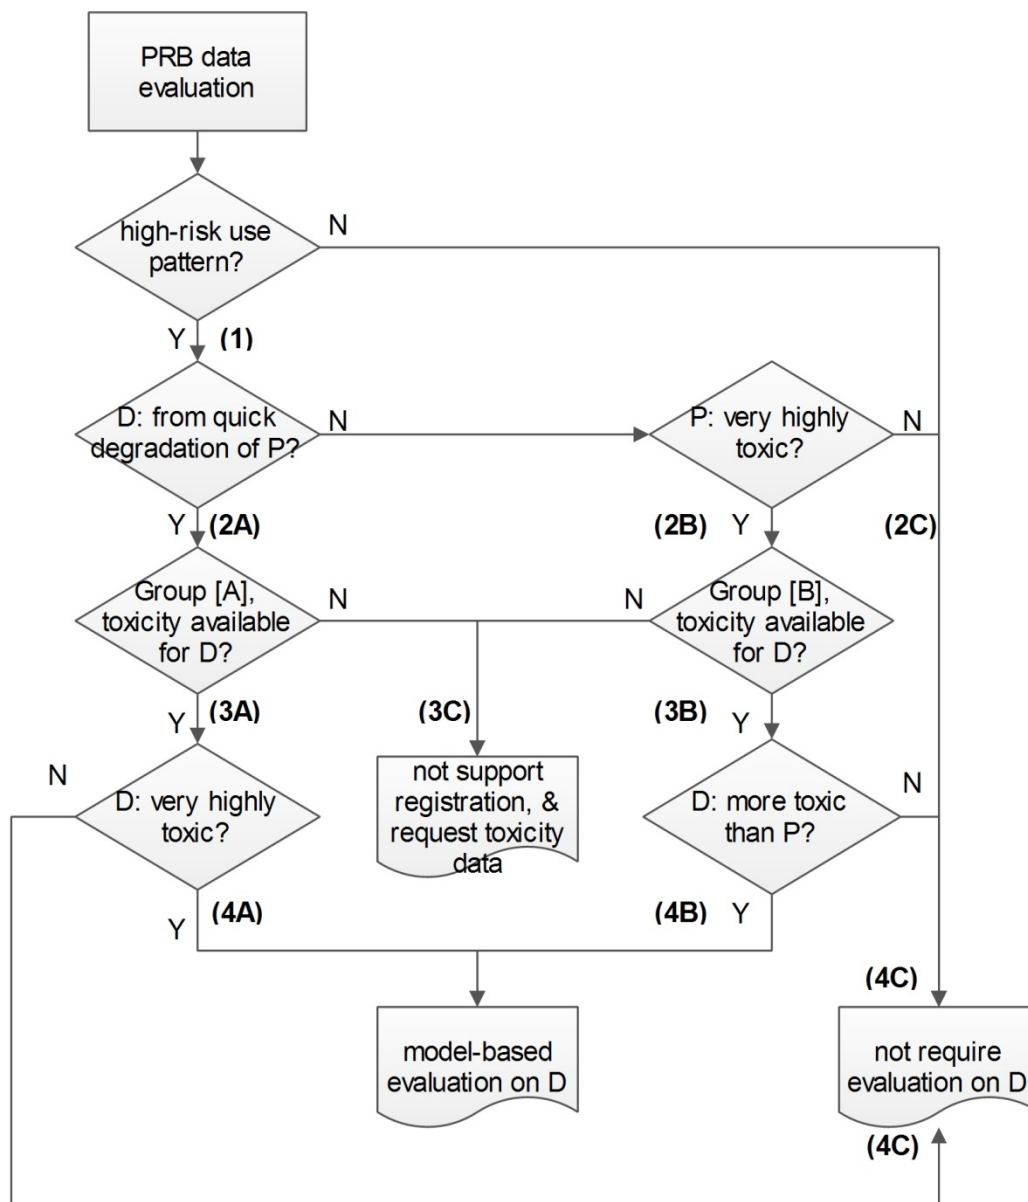 PRB data
evaluation
high-risk use
pattern?
N
Y
(1)
D: from quick
degradation of P?
N
P: very highly
toxic?
N
Y
(2A)
(2B)
Y
(2C)
Group [A],
toxicity available
for D?
N
N
Group [B],
toxicity available
for D?
Y
(3A)
(3C)
(3B)
Y
N
D: very highly
toxic?
not support
registration, &
request toxicity
data
D: more toxic
than P?
N
Y
(4A)
(4B)
Y
(4C)
model-based
evaluation on D
not require
evaluation on D
(4C)